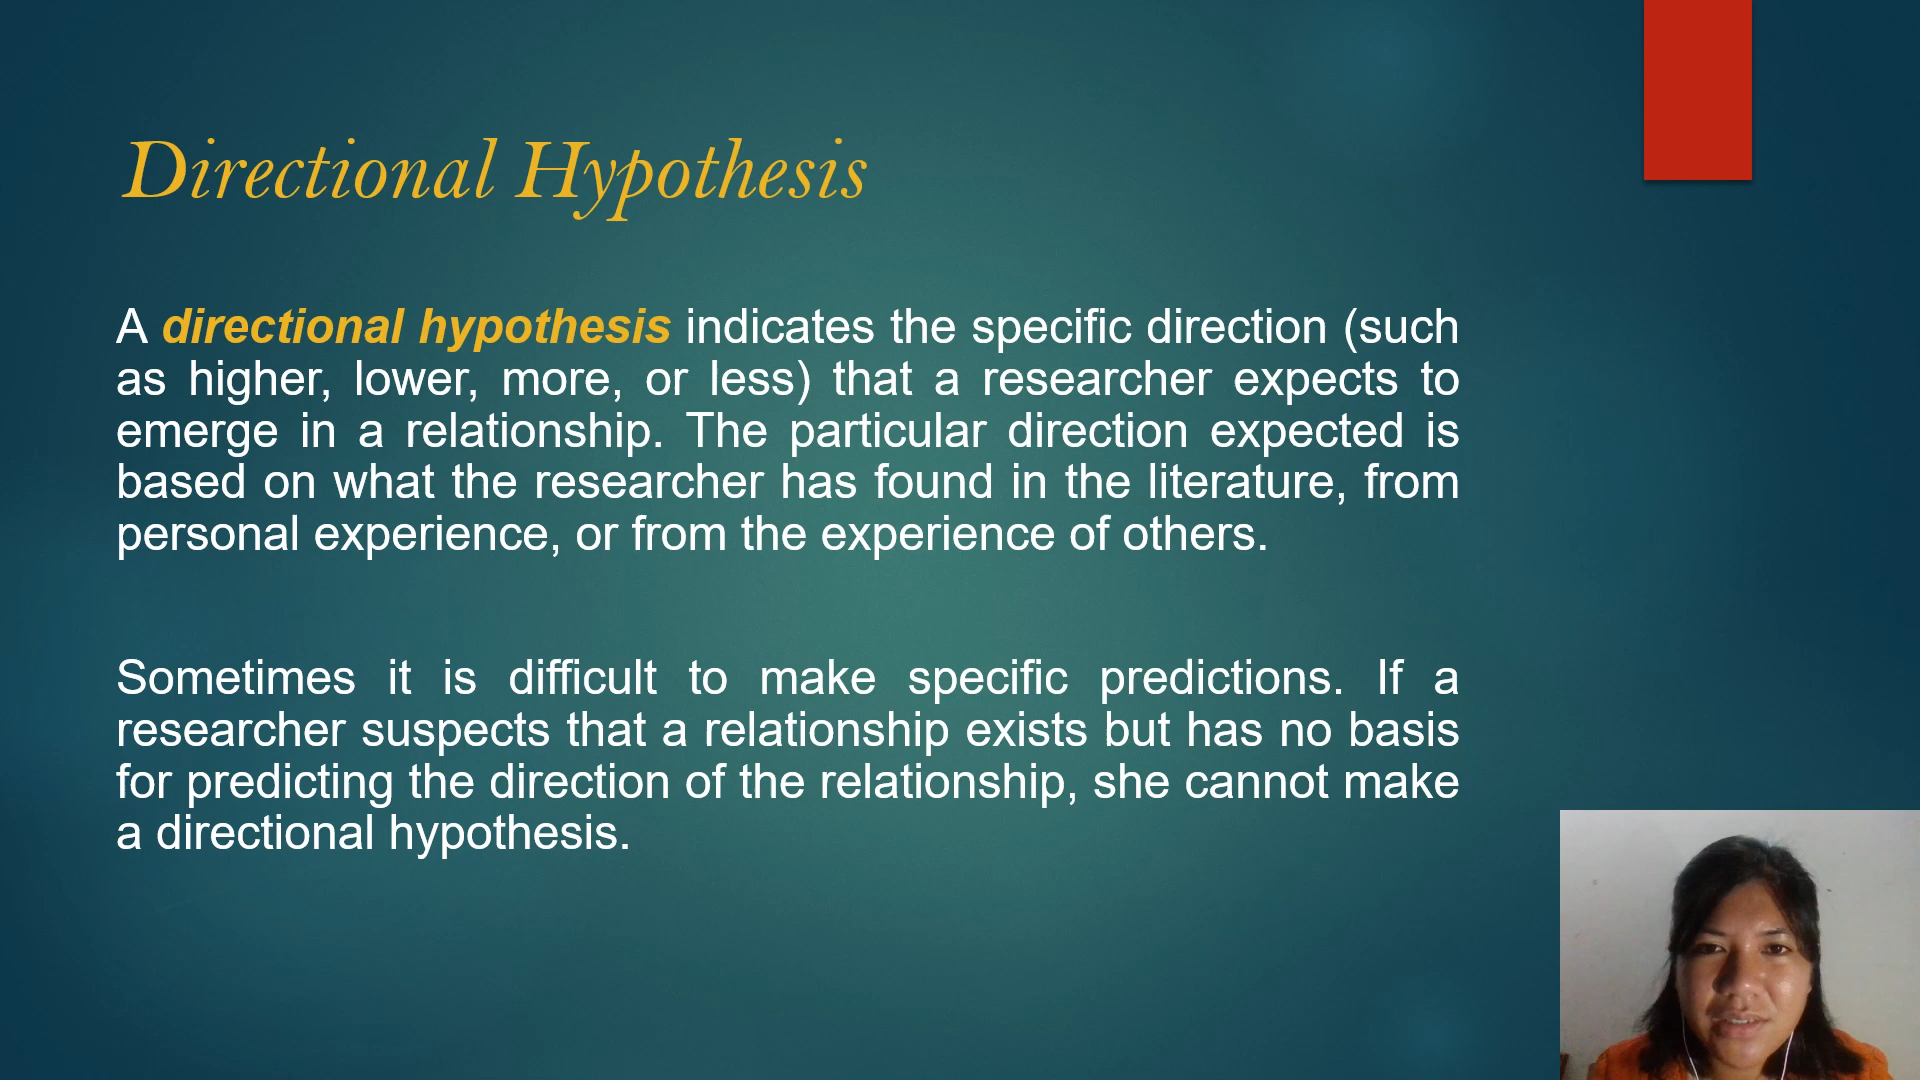 Directional Hypothesis
A directional hypothesis indicates the specific direction (such
as higher, lower, more, or less) that a researcher expects to
emerge in a relationship. The particular direction expected is
based on what the researcher has found in the literature, from
personal experience, or from the experience of others.
Sometimes it is difficult to make specific predictions. If a
researcher suspects that a relationship exists but has no basis
for predicting the direction of the relationship, she cannot make
a directional hypothesis.